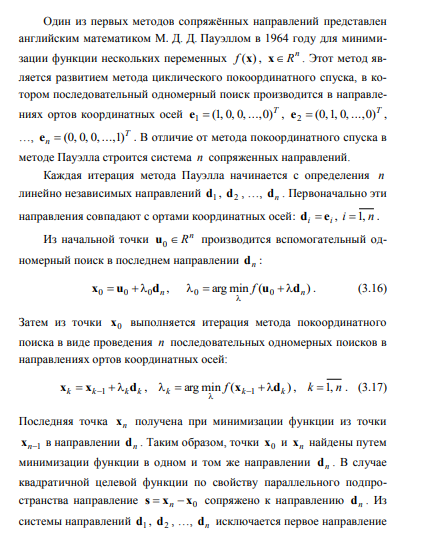 Один из первых методов сопряжённых направлений представлен
английским математиком М. Д. Д. Пауэллом в 1964 году для миними-
зации функции нескольких переменных f(x), x ∈ Rⁿ. Этот метод яв-
ляется развитием метода циклического покоординатного спуска, в ко-
тором последовательный одномерный поиск производится в направле-
ниях ортов координатных осей e₁ = (1, 0, 0, ...,0)ᵀ, e₂ = (0,1, 0, ...,0)ᵀ,
…, eₙ = (0, 0, 0, ...,1)ᵀ. В отличие от метода покоординатного спуска в
методе Пауэлла строится система n сопряженных направлений.
Каждая итерация метода Пауэлла начинается с определения n
линейно независимых направлений d₁, d₂, …, dₙ. Первоначально эти
направления совпадают с ортами координатных осей: dᵢ = eᵢ, i = 1, n.
Из начальной точки u₀ ∈ Rⁿ производится вспомогательный од-
номерный поиск в последнем направлении dₙ:
x₀ = u₀ + λ₀dₙ, λ₀ = arg min f(u₀ + λdₙ). (3.16)
λ
Затем из точки x₀ выполняется итерация метода покоординатного
поиска в виде проведения n последовательных одномерных поисков в
направлениях ортов координатных осей:
xₖ = xₖ₋₁ + λₖdₖ, λₖ = arg min f(xₖ₋₁ + λdₖ), k = 1, n. (3.17)
λ
Последняя точка xₙ получена при минимизации функции из точки
xₙ₋₁ в направлении dₙ. Таким образом, точки x₀ и xₙ найдены путем
минимизации функции в одном и том же направлении dₙ. В случае
квадратичной целевой функции по свойству параллельного подпро-
странства направление s = xₙ − x₀ сопряжено к направлению dₙ. Из
системы направлений d₁, d₂, …, dₙ исключается первое направление